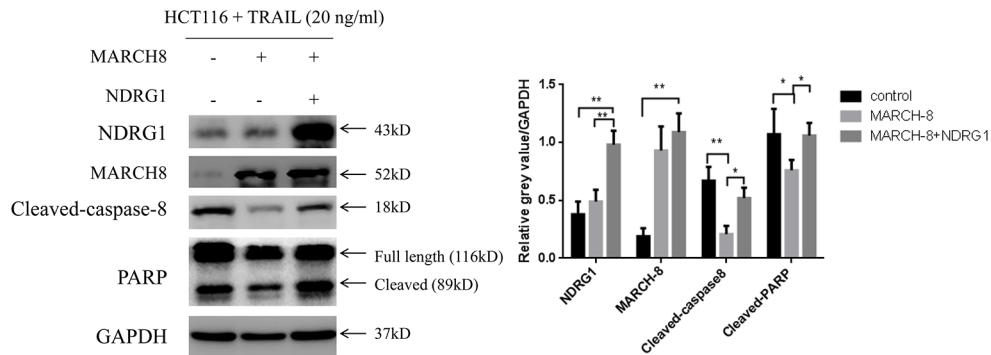 HCT116 + TRAIL (20 ng/ml)
MARCH8 - + +
NDRG1 - - +
NDRG1 43kD
MARCH8 52kD
Cleaved-caspase-8 18kD
PARP
Full length (116kD)
Cleaved (89kD)
GAPDH 37kD
Relative grey value/GAPDH
1.5
1.0
0.5
0.0
** ** ** ** * * *
NDRG1
MARCH-8
Cleaved-caspase8
Cleaved-PARP
control
MARCH-8
MARCH-8+NDRG1